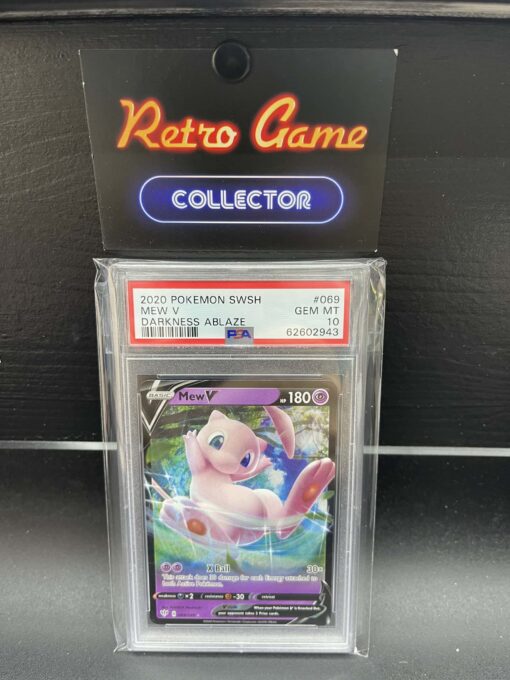 Retro Game
COLLECTOR
2020 POKEMON SWSH #069
MEW V GEM MT
DARKNESS ABLAZE 10
PSA 62602943
BASIC Mew V HP 180
X Ball 30×
This attack does 30 damage for each Energy attached to
both Active Pokémon.
weakness ×2 resistance -30 retreat
V rule When your Pokémon V is Knocked Out,
your opponent takes 2 Prize cards.